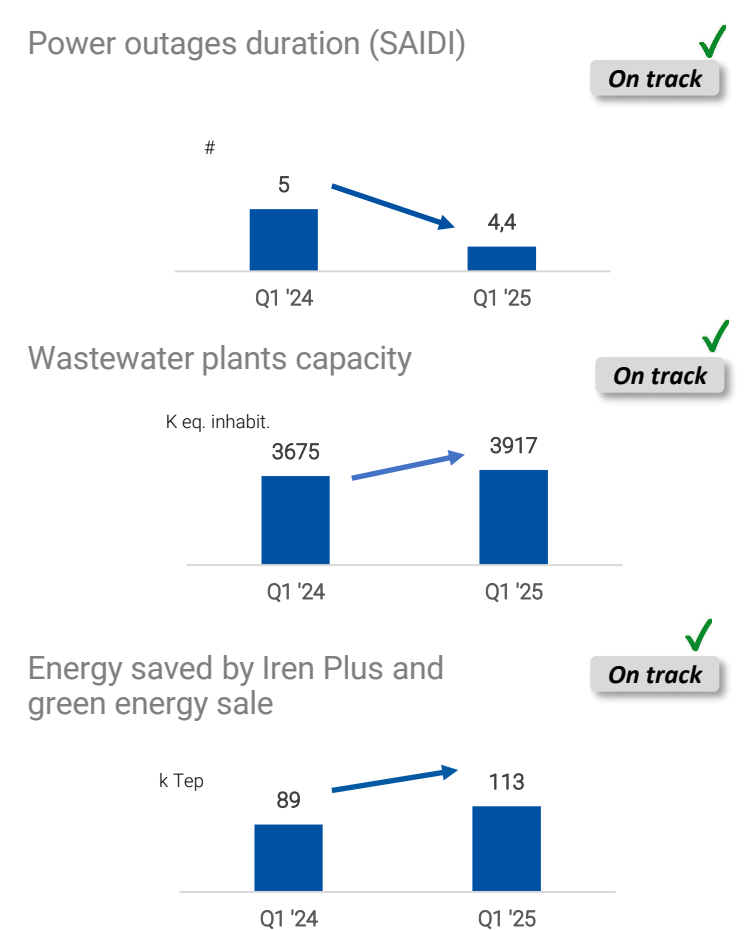 Power outages duration (SAIDI)
On track
#
5
4,4
Q1 '24
Q1 '25
Wastewater plants capacity
On track
K eq. inhabit.
3675
3917
Q1 '24
Q1 '25
Energy saved by Iren Plus and
green energy sale
On track
k Tep
89
113
Q1 '24
Q1 '25